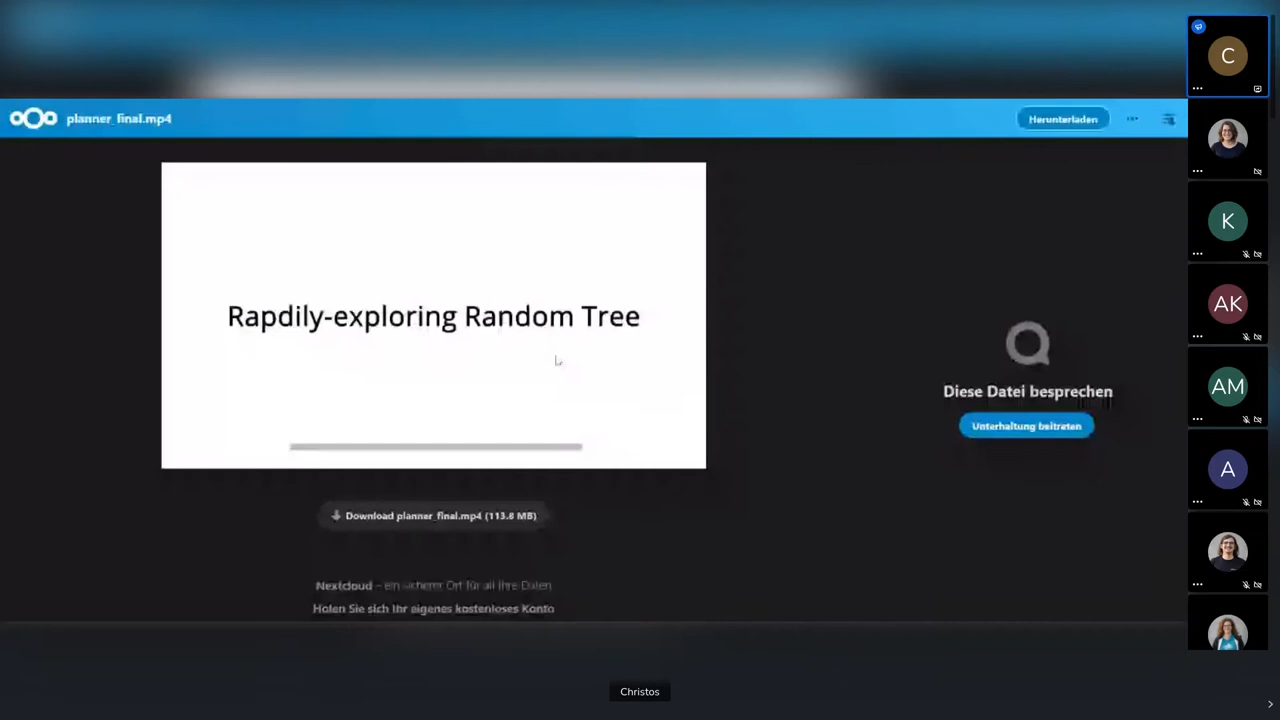 planner_final.mp4
Herunterladen
Rapdily-exploring Random Tree
Diese Datei besprechen
Unterhaltung beitreten
Download planner_final.mp4 (113.8 MB)
Nextcloud – ein sicherer Ort für all Ihre Daten
Holen Sie sich Ihr eigenes kostenloses Konto
C
K
AK
AM
A
Christos